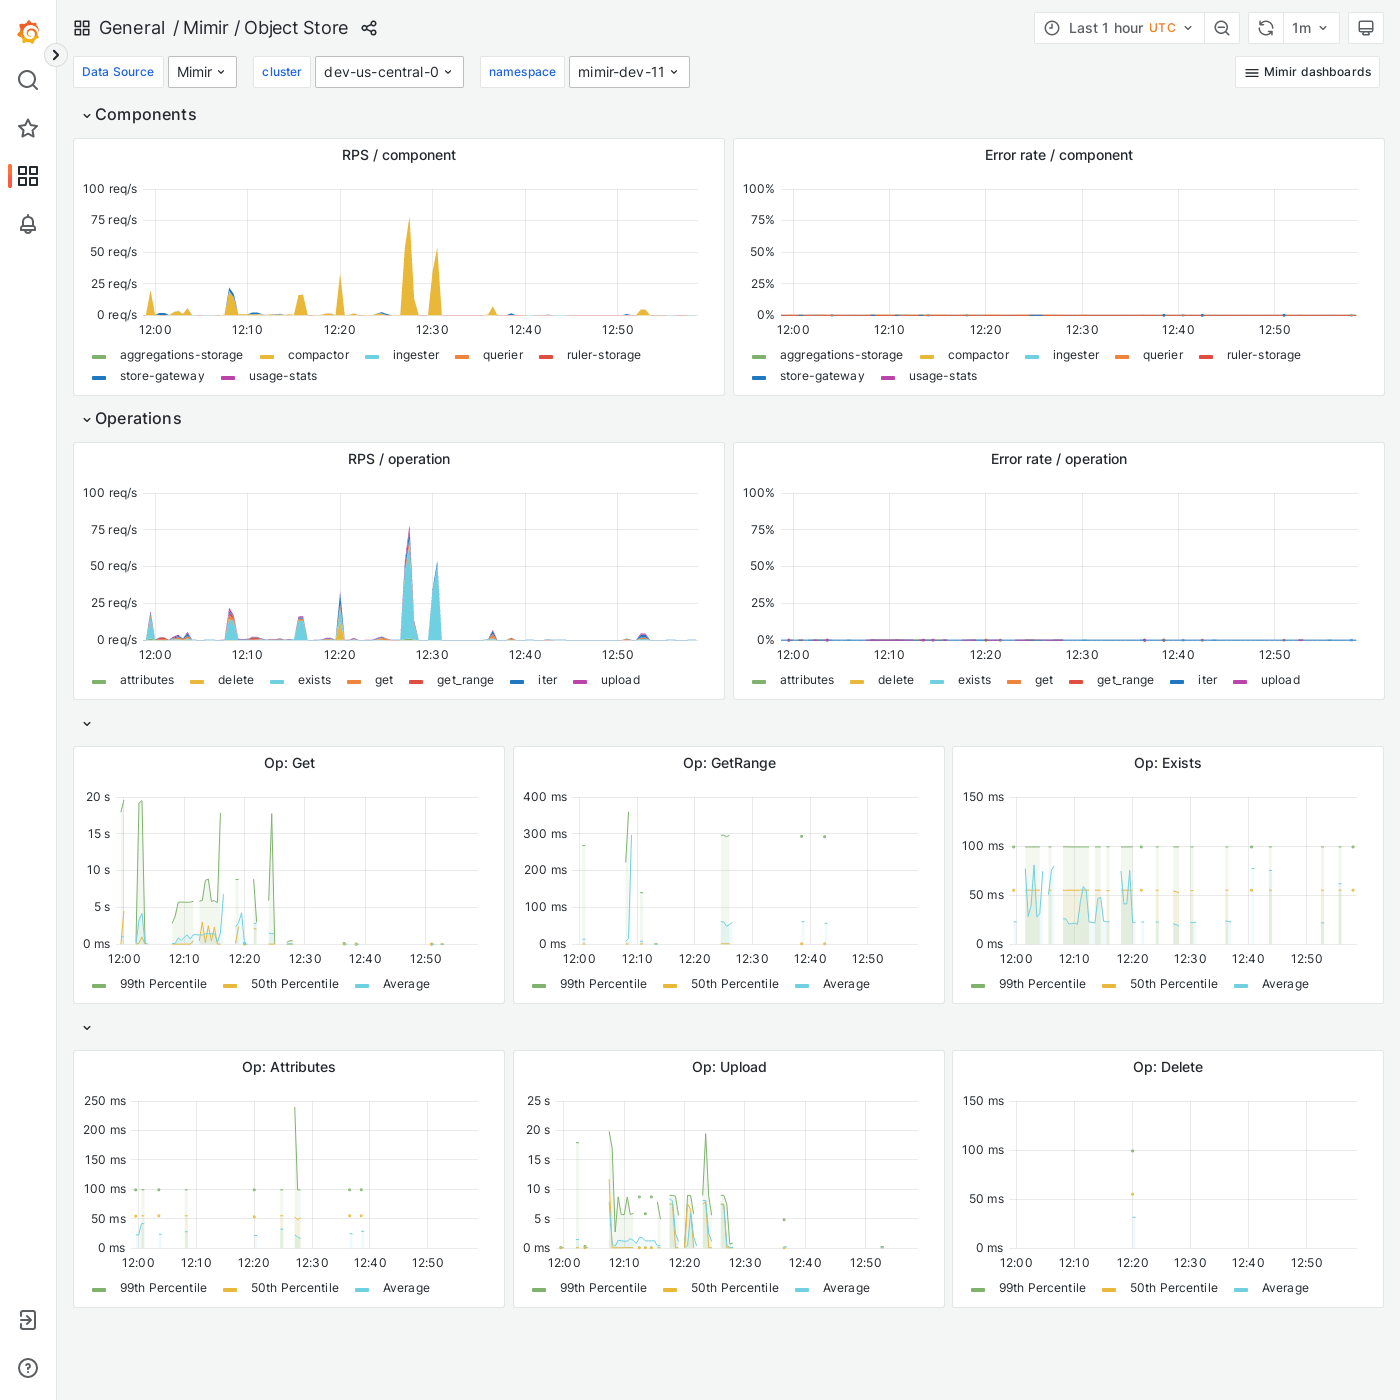 General / Mimir / Object Store
Last 1 hour UTC
1m
Data Source Mimir cluster dev-us-central-0 namespace mimir-dev-11
Mimir dashboards
Components
RPS / component
100 req/s
75 req/s
50 req/s
25 req/s
0 req/s
12:00 12:10 12:20 12:30 12:40 12:50
aggregations-storage compactor ingester querier ruler-storage
store-gateway usage-stats
Error rate / component
100%
75%
50%
25%
0%
12:00 12:10 12:20 12:30 12:40 12:50
aggregations-storage compactor ingester querier ruler-storage
store-gateway usage-stats
Operations
RPS / operation
100 req/s
75 req/s
50 req/s
25 req/s
0 req/s
12:00 12:10 12:20 12:30 12:40 12:50
attributes delete exists get get_range iter upload
Error rate / operation
100%
75%
50%
25%
0%
12:00 12:10 12:20 12:30 12:40 12:50
attributes delete exists get get_range iter upload
Op: Get
20 s
15 s
10 s
5 s
0 ms
12:00 12:10 12:20 12:30 12:40 12:50
99th Percentile 50th Percentile Average
Op: GetRange
400 ms
300 ms
200 ms
100 ms
0 ms
12:00 12:10 12:20 12:30 12:40 12:50
99th Percentile 50th Percentile Average
Op: Exists
150 ms
100 ms
50 ms
0 ms
12:00 12:10 12:20 12:30 12:40 12:50
99th Percentile 50th Percentile Average
Op: Attributes
250 ms
200 ms
150 ms
100 ms
50 ms
0 ms
12:00 12:10 12:20 12:30 12:40 12:50
99th Percentile 50th Percentile Average
Op: Upload
25 s
20 s
15 s
10 s
5 s
0 ms
12:00 12:10 12:20 12:30 12:40 12:50
99th Percentile 50th Percentile Average
Op: Delete
150 ms
100 ms
50 ms
0 ms
12:00 12:10 12:20 12:30 12:40 12:50
99th Percentile 50th Percentile Average